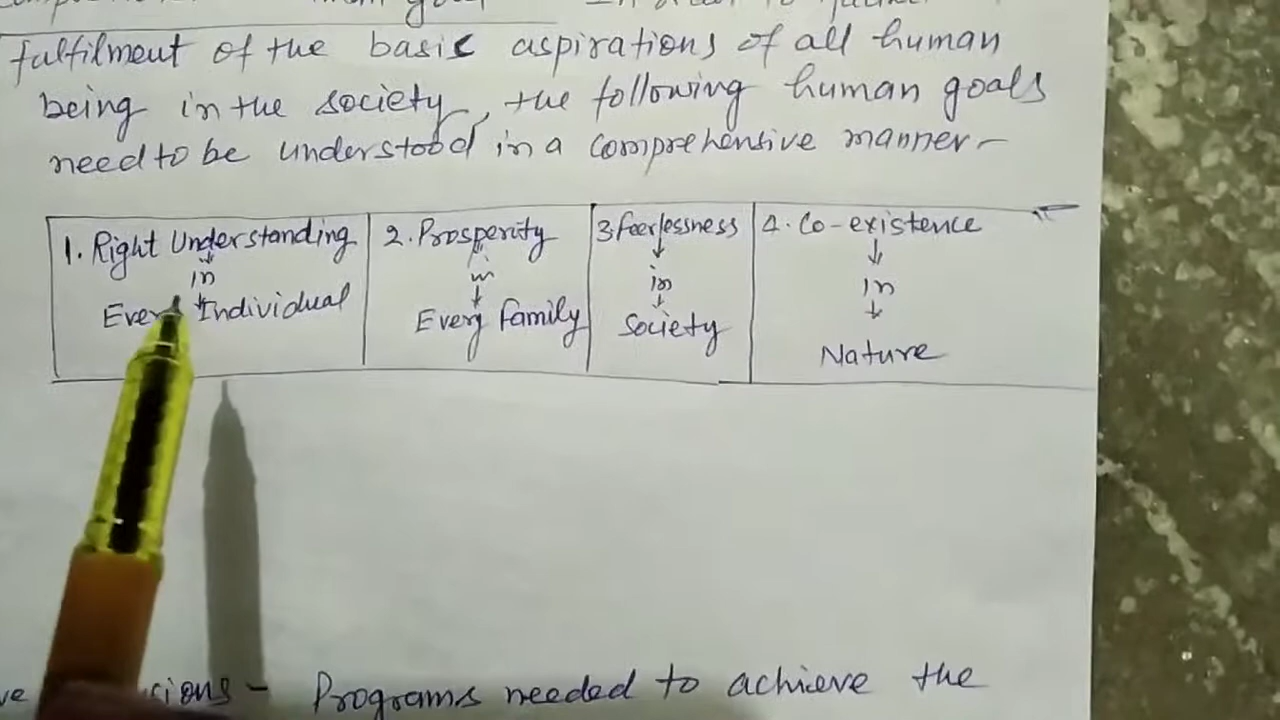 fulfilment of the basic aspirations of all human
being in the society, the following human goals
need to be understood in a comprehensive manner-
1. Right Understanding
in
Every Individual
2. Prosperity
in
Every family
3. fearlessness
in
Society
4. Co-existence
In
Nature
Programs needed to achieve the